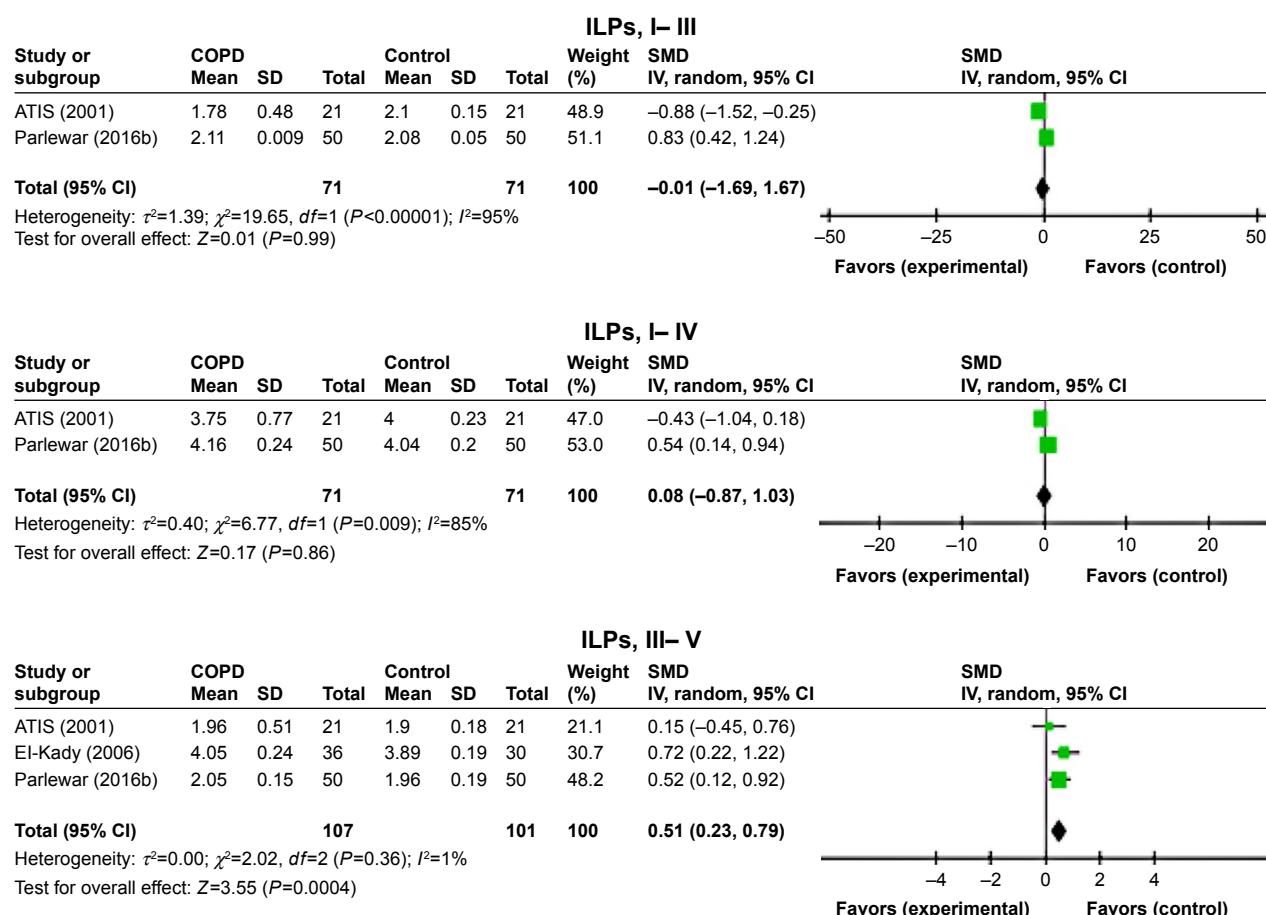 ILPs, I– III
Study or COPD Control Weight SMD SMD
subgroup Mean SD Total Mean SD Total (%) IV, random, 95% CI IV, random, 95% CI
ATIS (2001) 1.78 0.48 21 2.1 0.15 21 48.9 –0.88 (–1.52, –0.25)
Parlewar (2016b) 2.11 0.009 50 2.08 0.05 50 51.1 0.83 (0.42, 1.24)
Total (95% CI) 71 71 100 –0.01 (–1.69, 1.67)
Heterogeneity: τ²=1.39; χ²=19.65, df=1 (P<0.00001); I²=95%
Test for overall effect: Z=0.01 (P=0.99)
–50 –25 0 25 50
Favors (experimental) Favors (control)
ILPs, I– IV
Study or COPD Control Weight SMD SMD
subgroup Mean SD Total Mean SD Total (%) IV, random, 95% CI IV, random, 95% CI
ATIS (2001) 3.75 0.77 21 4 0.23 21 47.0 –0.43 (–1.04, 0.18)
Parlewar (2016b) 4.16 0.24 50 4.04 0.2 50 53.0 0.54 (0.14, 0.94)
Total (95% CI) 71 71 100 0.08 (–0.87, 1.03)
Heterogeneity: τ²=0.40; χ²=6.77, df=1 (P=0.009); I²=85%
Test for overall effect: Z=0.17 (P=0.86)
–20 –10 0 10 20
Favors (experimental) Favors (control)
ILPs, III– V
Study or COPD Control Weight SMD SMD
subgroup Mean SD Total Mean SD Total (%) IV, random, 95% CI IV, random, 95% CI
ATIS (2001) 1.96 0.51 21 1.9 0.18 21 21.1 0.15 (–0.45, 0.76)
El-Kady (2006) 4.05 0.24 36 3.89 0.19 30 30.7 0.72 (0.22, 1.22)
Parlewar (2016b) 2.05 0.15 50 1.96 0.19 50 48.2 0.52 (0.12, 0.92)
Total (95% CI) 107 101 100 0.51 (0.23, 0.79)
Heterogeneity: τ²=0.00; χ²=2.02, df=2 (P=0.36); I²=1%
Test for overall effect: Z=3.55 (P=0.0004)
–4 –2 0 2 4
Favors (experimental) Favors (control)